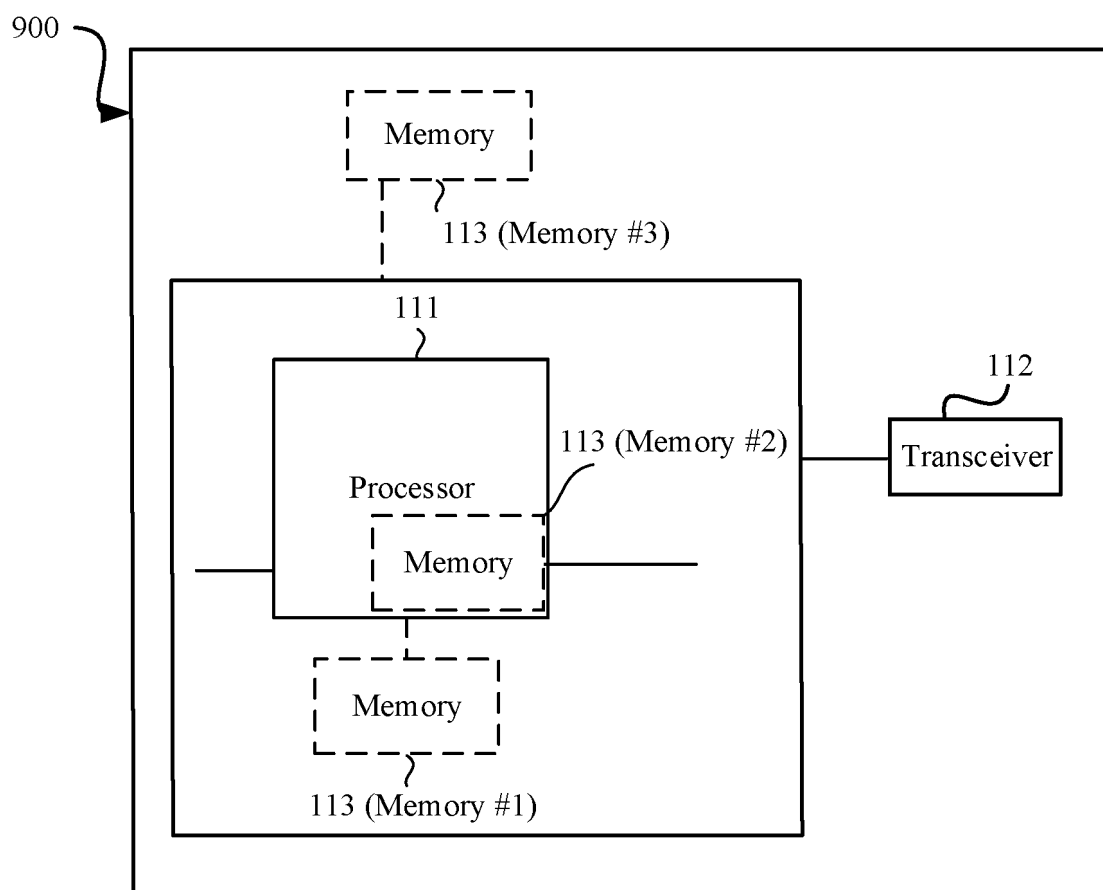 900
Memory
113 (Memory #3)
111
112
113 (Memory #2)
Transceiver
Processor
Memory
Memory
113 (Memory #1)